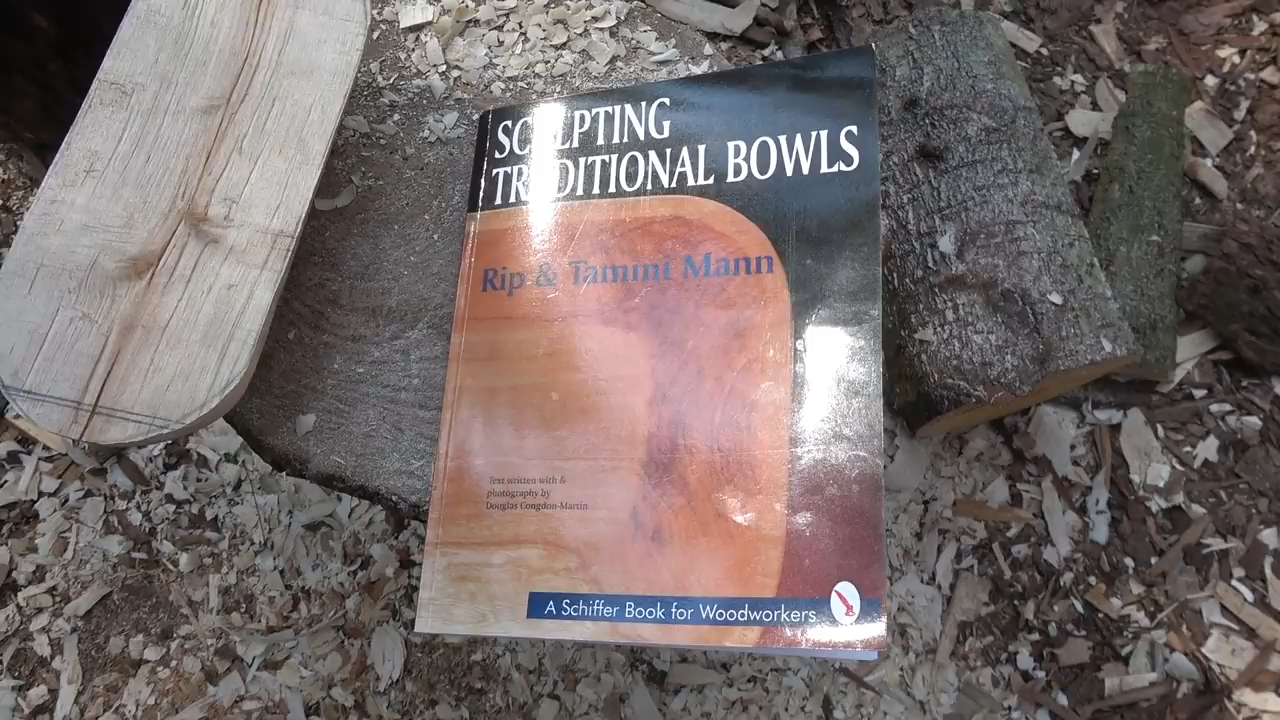 SCULPTING
TRADITIONAL BOWLS
Rip & Tammi Mann
Text written with &
photography by
Douglas Congdon-Martin
A Schiffer Book for Woodworkers